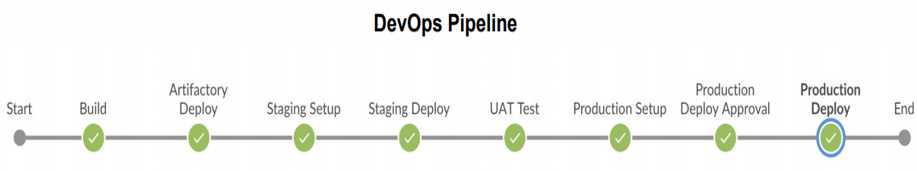 DevOps Pipeline
Start
Build
Artifactory
Deploy
Staging Setup
Staging Deploy
UAT Test
Production Setup
Production
Deploy Approval
Production
Deploy
End